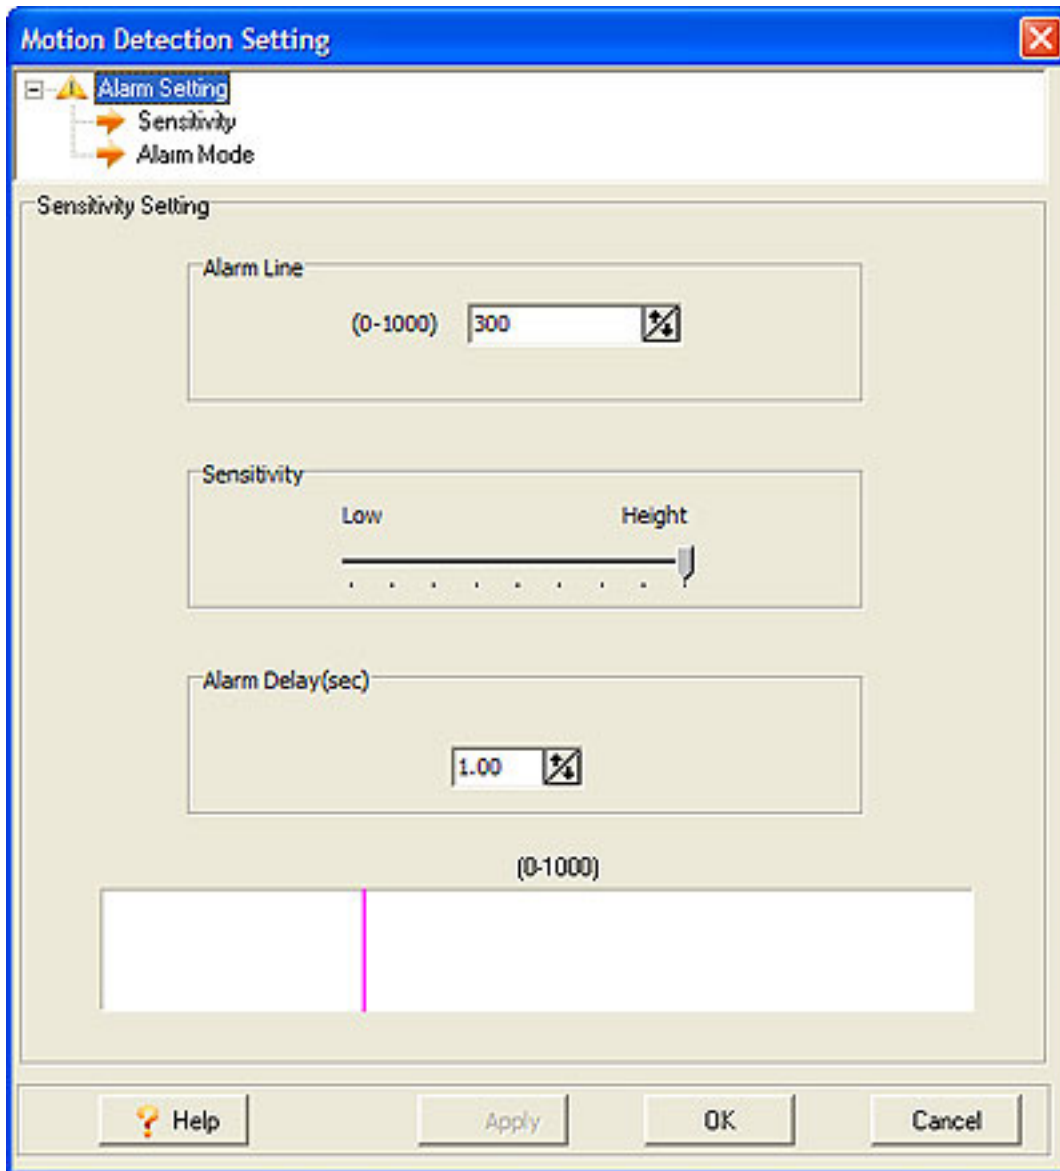 Motion Detection Setting
Alarm Setting
Sensitivity
Alarm Mode
Sensitivity Setting
Alarm Line
(0-1000) 300
Sensitivity
Low Height
Alarm Delay(sec)
1.00
(0-1000)
Help Apply OK Cancel